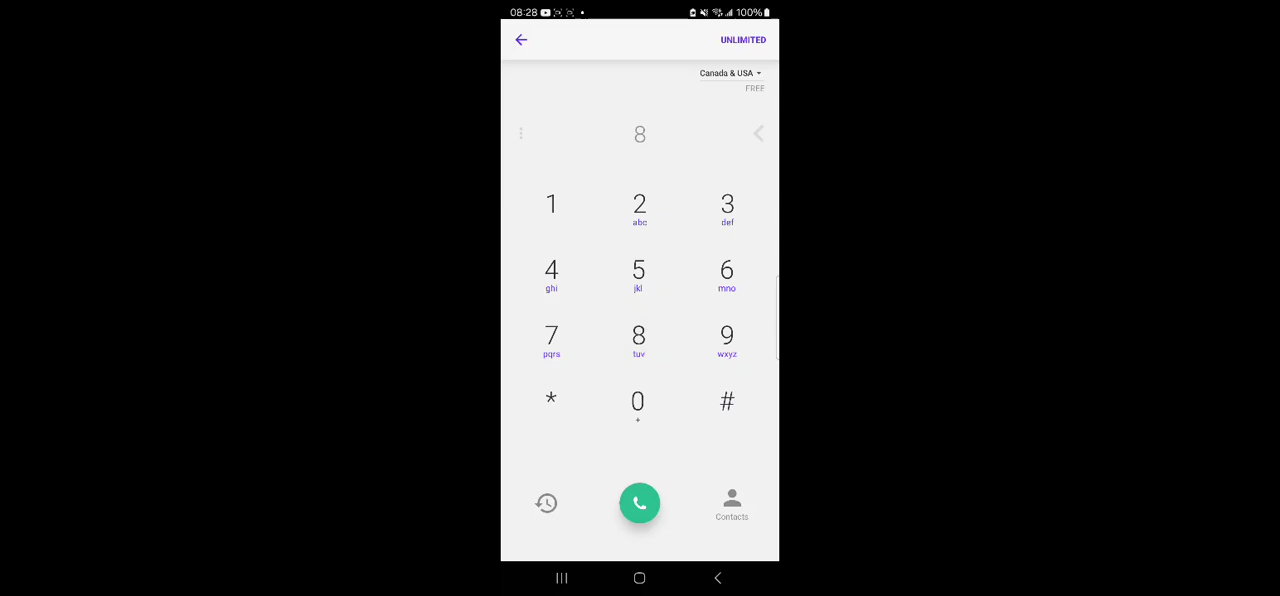 08:28 100%
UNLIMITED
Canada & USA
FREE
8
1 2 3
abc def
4 5 6
ghi jkl mno
7 8 9
pqrs tuv wxyz
* 0 #
+
Contacts